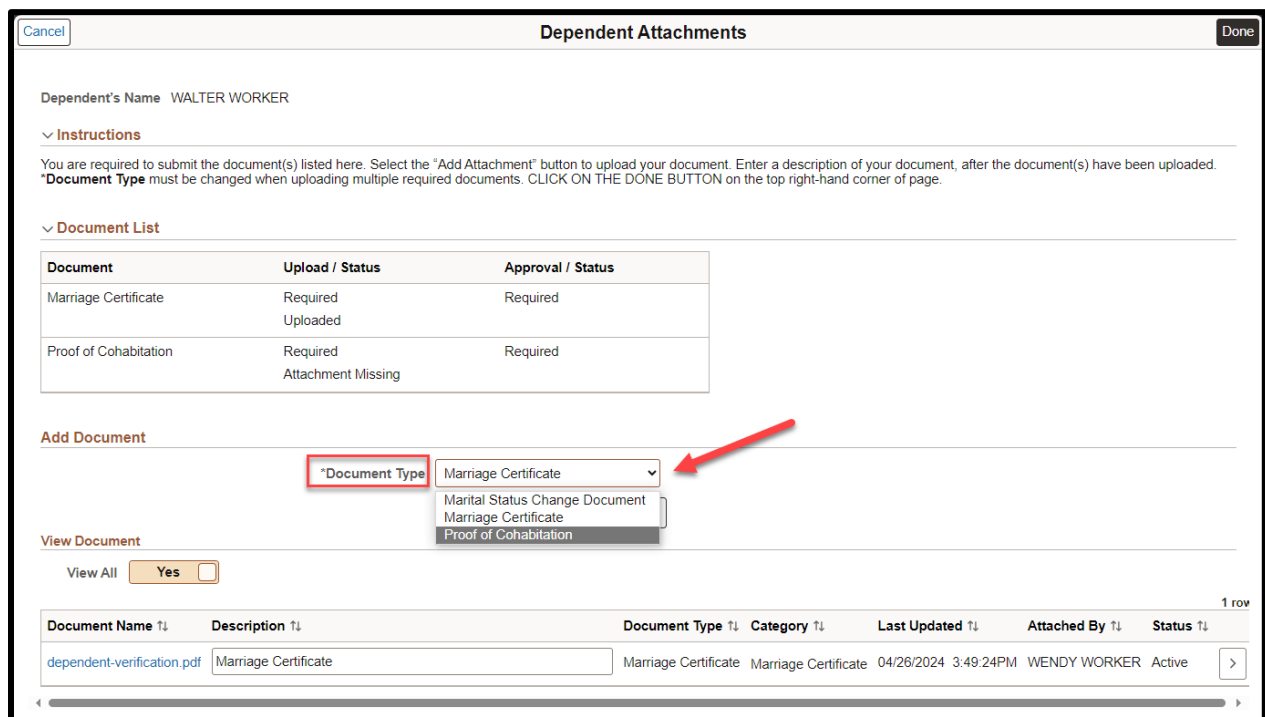 Cancel
Dependent Attachments
Done
Dependent's Name WALTER WORKER
Instructions
You are required to submit the document(s) listed here. Select the “Add Attachment” button to upload your document. Enter a description of your document, after the document(s) have been uploaded.
*Document Type must be changed when uploading multiple required documents. CLICK ON THE DONE BUTTON on the top right-hand corner of page.
Document List
Document Upload / Status Approval / Status
Marriage Certificate Required Required
Uploaded
Proof of Cohabitation Required Required
Attachment Missing
Add Document
*Document Type Marriage Certificate
Marital Status Change Document
Marriage Certificate
Proof of Cohabitation
View Document
View All Yes
1 row
Document Name ↑↓ Description ↑↓ Document Type ↑↓ Category ↑↓ Last Updated ↑↓ Attached By ↑↓ Status ↑↓
dependent-verification.pdf Marriage Certificate Marriage Certificate Marriage Certificate 04/26/2024 3:49:24PM WENDY WORKER Active